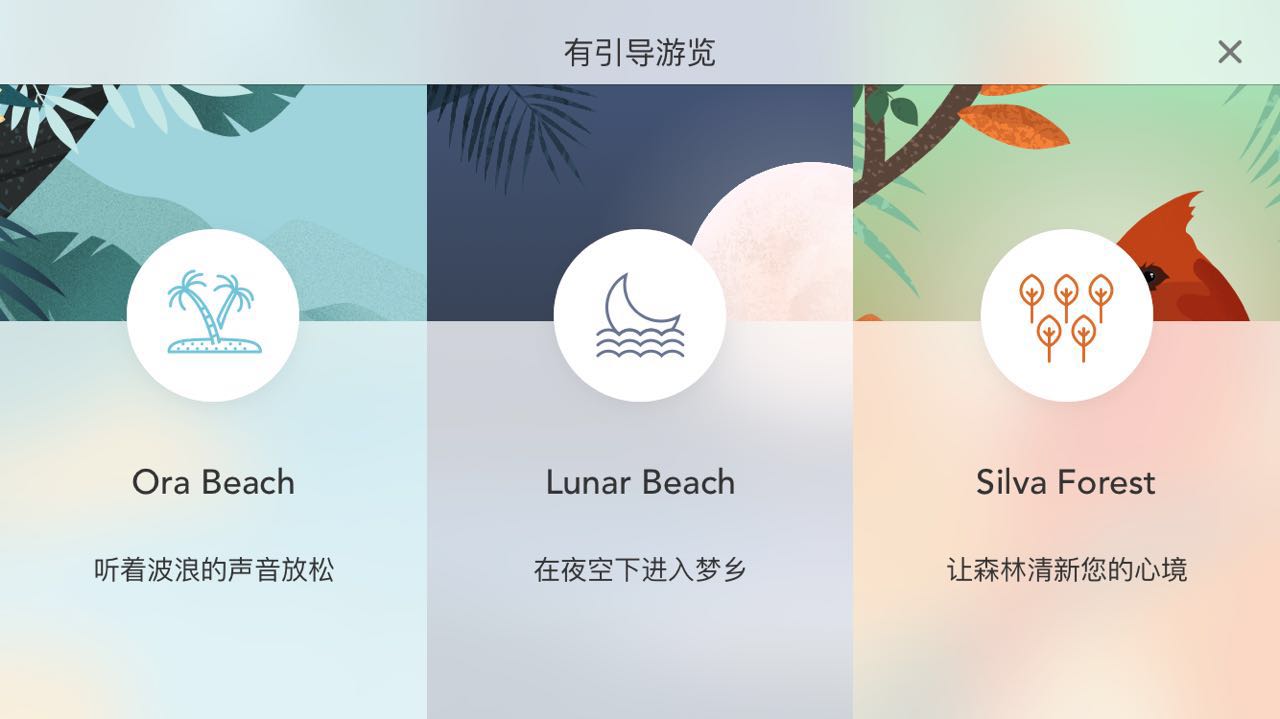 有引导游览
Ora Beach
听着波浪的声音放松
Lunar Beach
在夜空下进入梦乡
Silva Forest
让森林清新您的心境